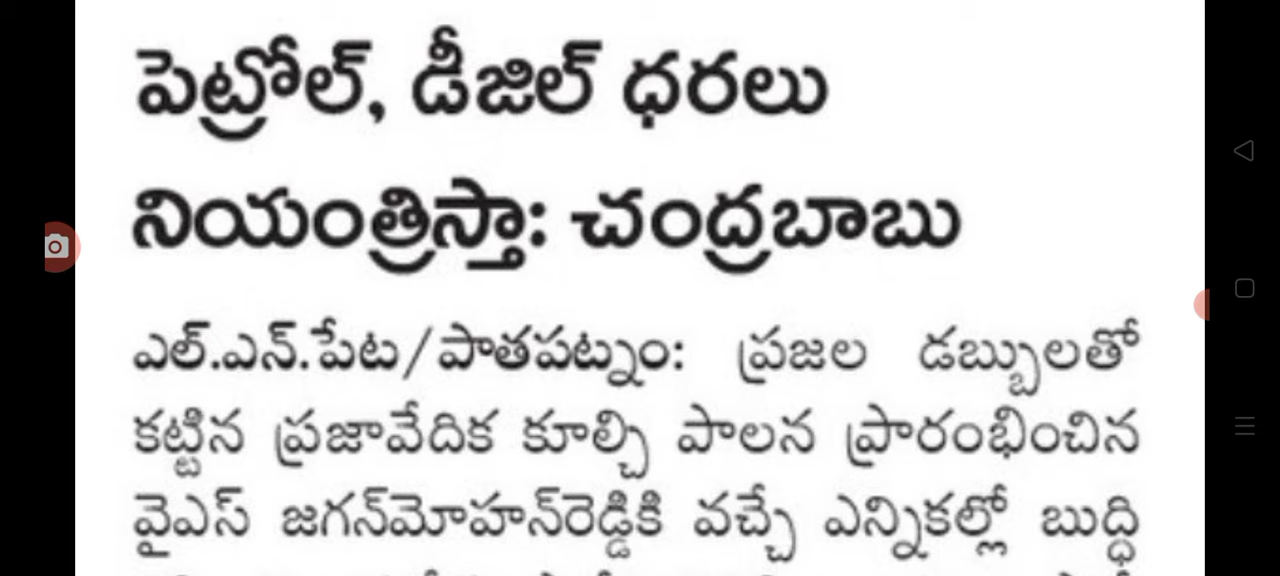 పెట్రోల్, డీజిల్ ధరలు
నియంత్రిస్తా: చంద్రబాబు
ఎల్.ఎన్.పేట/పాతపట్నం: ప్రజల డబ్బులతో
కట్టిన ప్రజావేదిక కూల్చి పాలన ప్రారంభించిన
వైఎస్ జగన్‌మోహన్‌రెడ్డికి వచ్చే ఎన్నికల్లో బుద్ధి